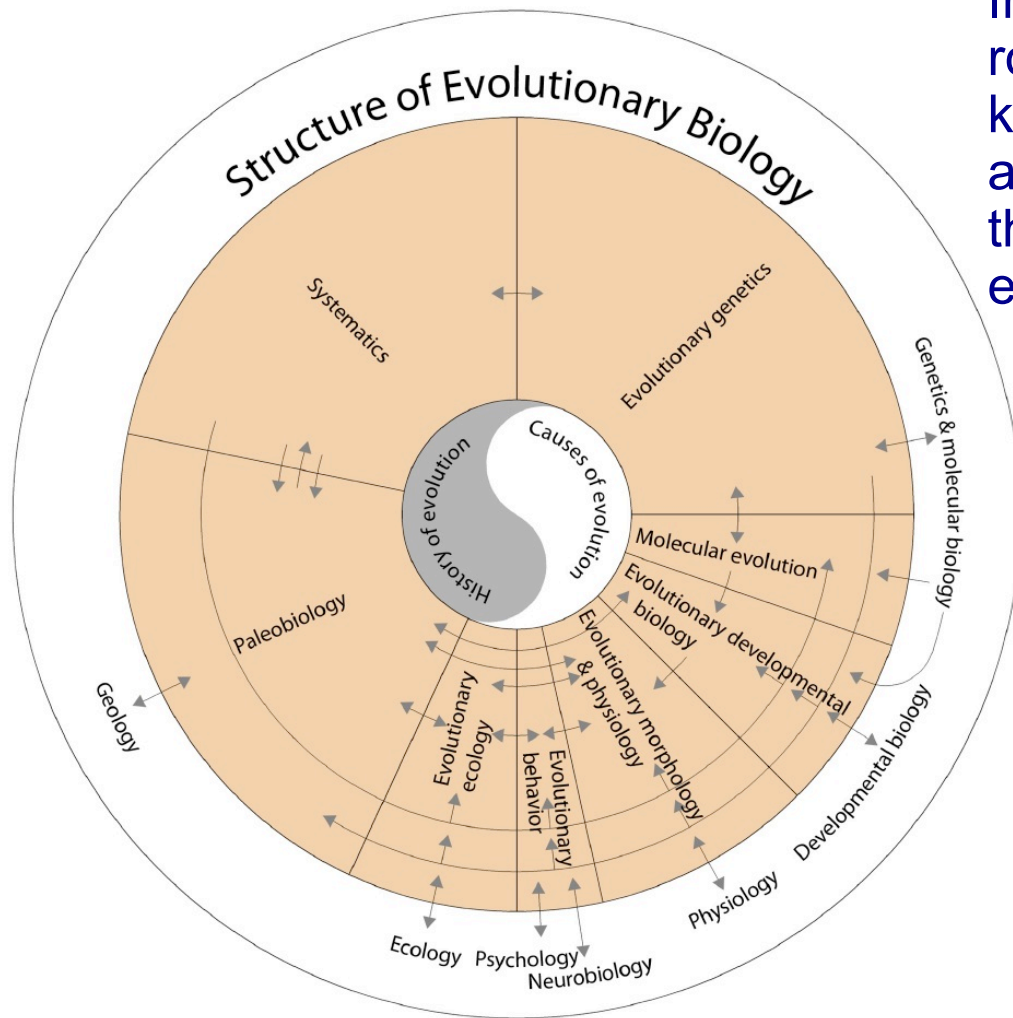 Structure of Evolutionary Biology
Systematics
Evolutionary genetics
Causes of evolution
History of evolution
Genetics & molecular biology
Molecular evolution
Evolutionary developmental
biology
Evolutionary morphology
& physiology
Paleobiology
Evolutionary
ecology
Evolutionary
behavior
Geology
Developmental biology
Physiology
Ecology
Psychology
Neurobiology